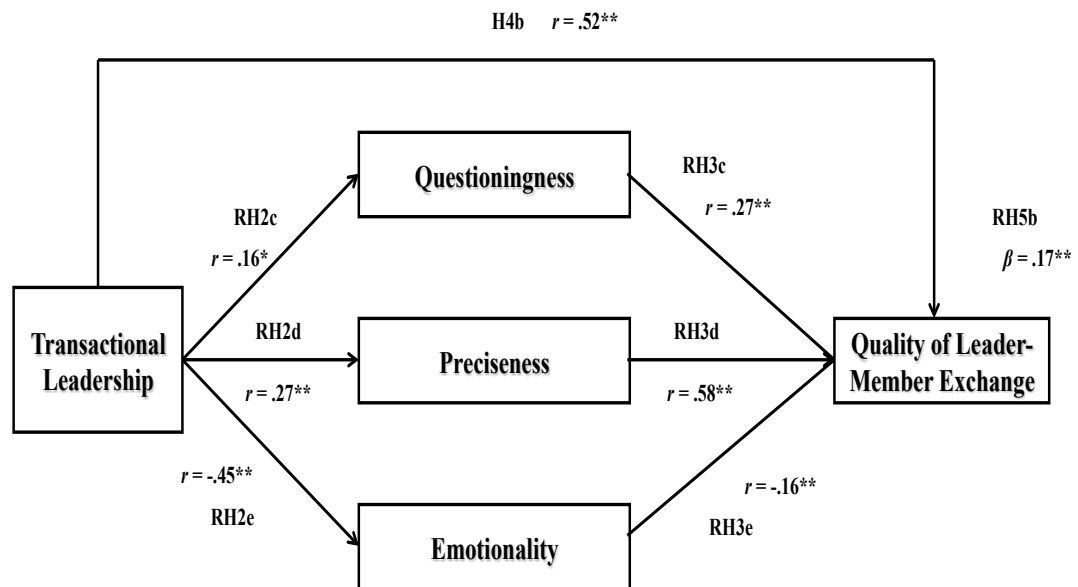 H4b r = .52**
Questioningness
RH3c
r = .27**
RH2c
r = .16*
RH5b
β = .17**
Transactional
Leadership
RH2d
r = .27**
Preciseness
RH3d
r = .58**
Quality of Leader-
Member Exchange
r = -.45**
RH2e
Emotionality
r = -.16**
RH3e